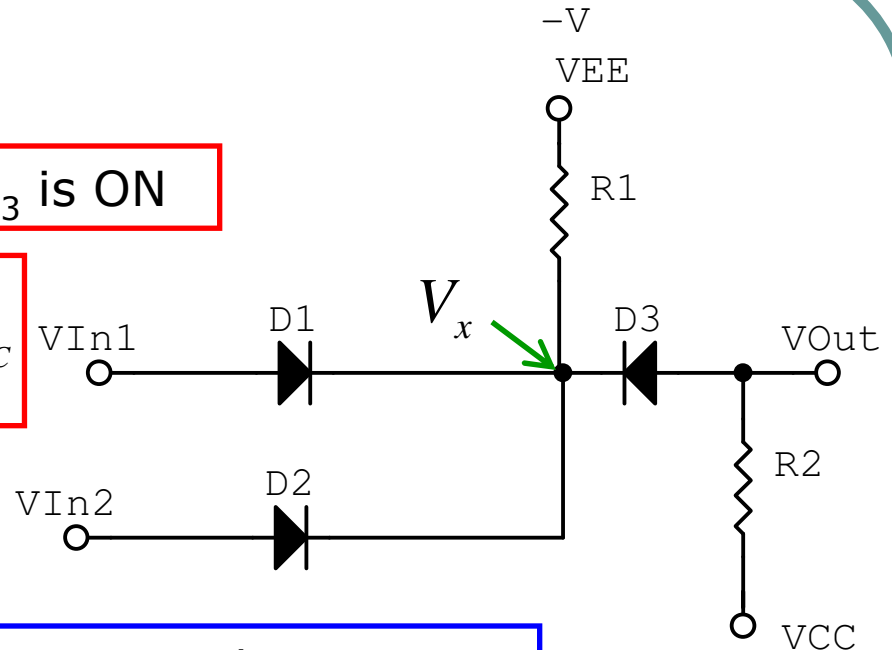 −V
VEE
3 is ON
R1
Vx
D1
D3
VIn1
VOut
C
D2
R2
VIn2
VCC